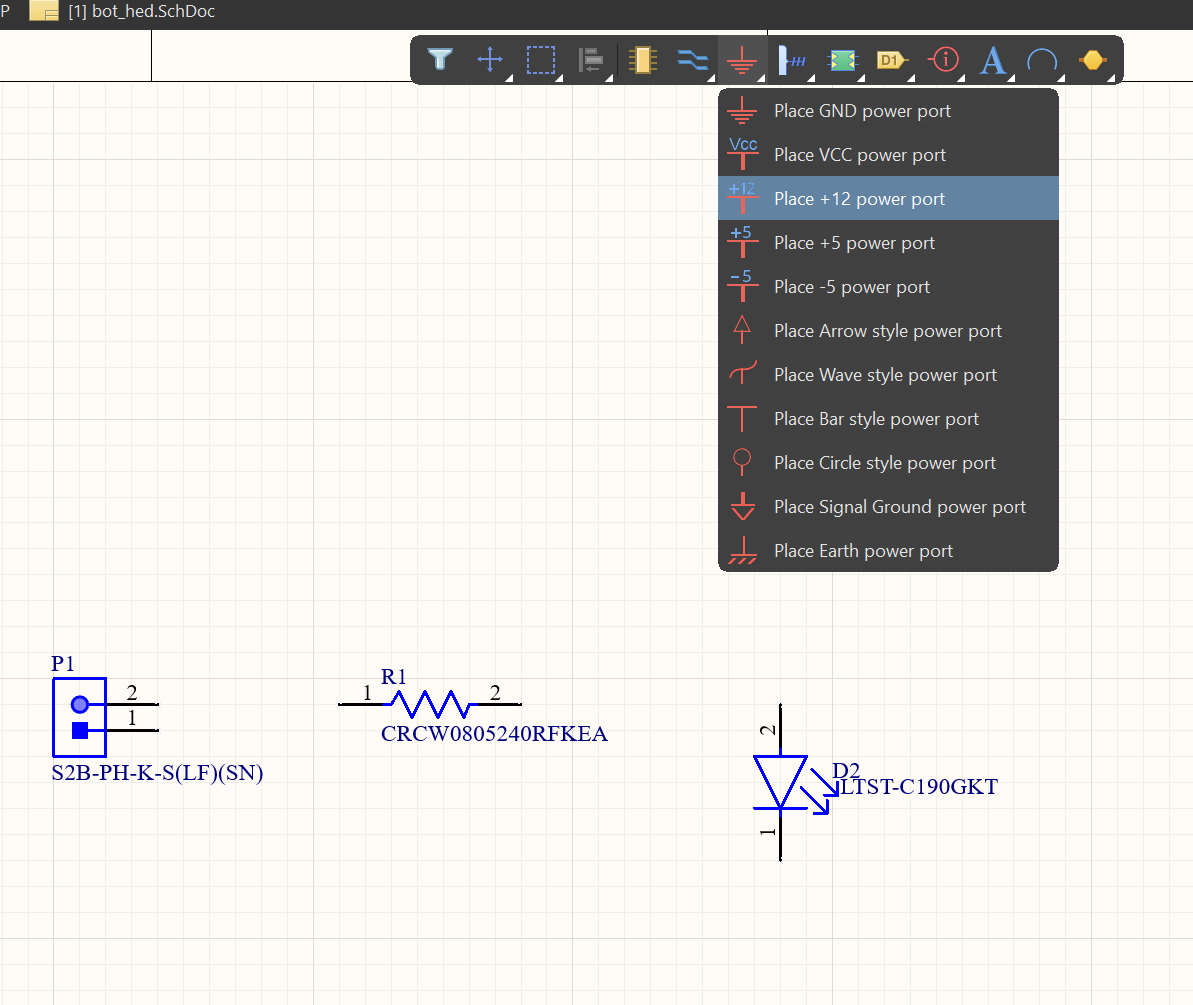 P [1] bot_hed.SchDoc
D1 i A
Place GND power port
Vcc Place VCC power port
+12 Place +12 power port
+5 Place +5 power port
-5 Place -5 power port
Place Arrow style power port
Place Wave style power port
Place Bar style power port
Place Circle style power port
Place Signal Ground power port
Place Earth power port
P1
2
1
S2B-PH-K-S(LF)(SN)
R1
1 2
CRCW0805240RFKEA
2
D2
LTST-C190GKT
1